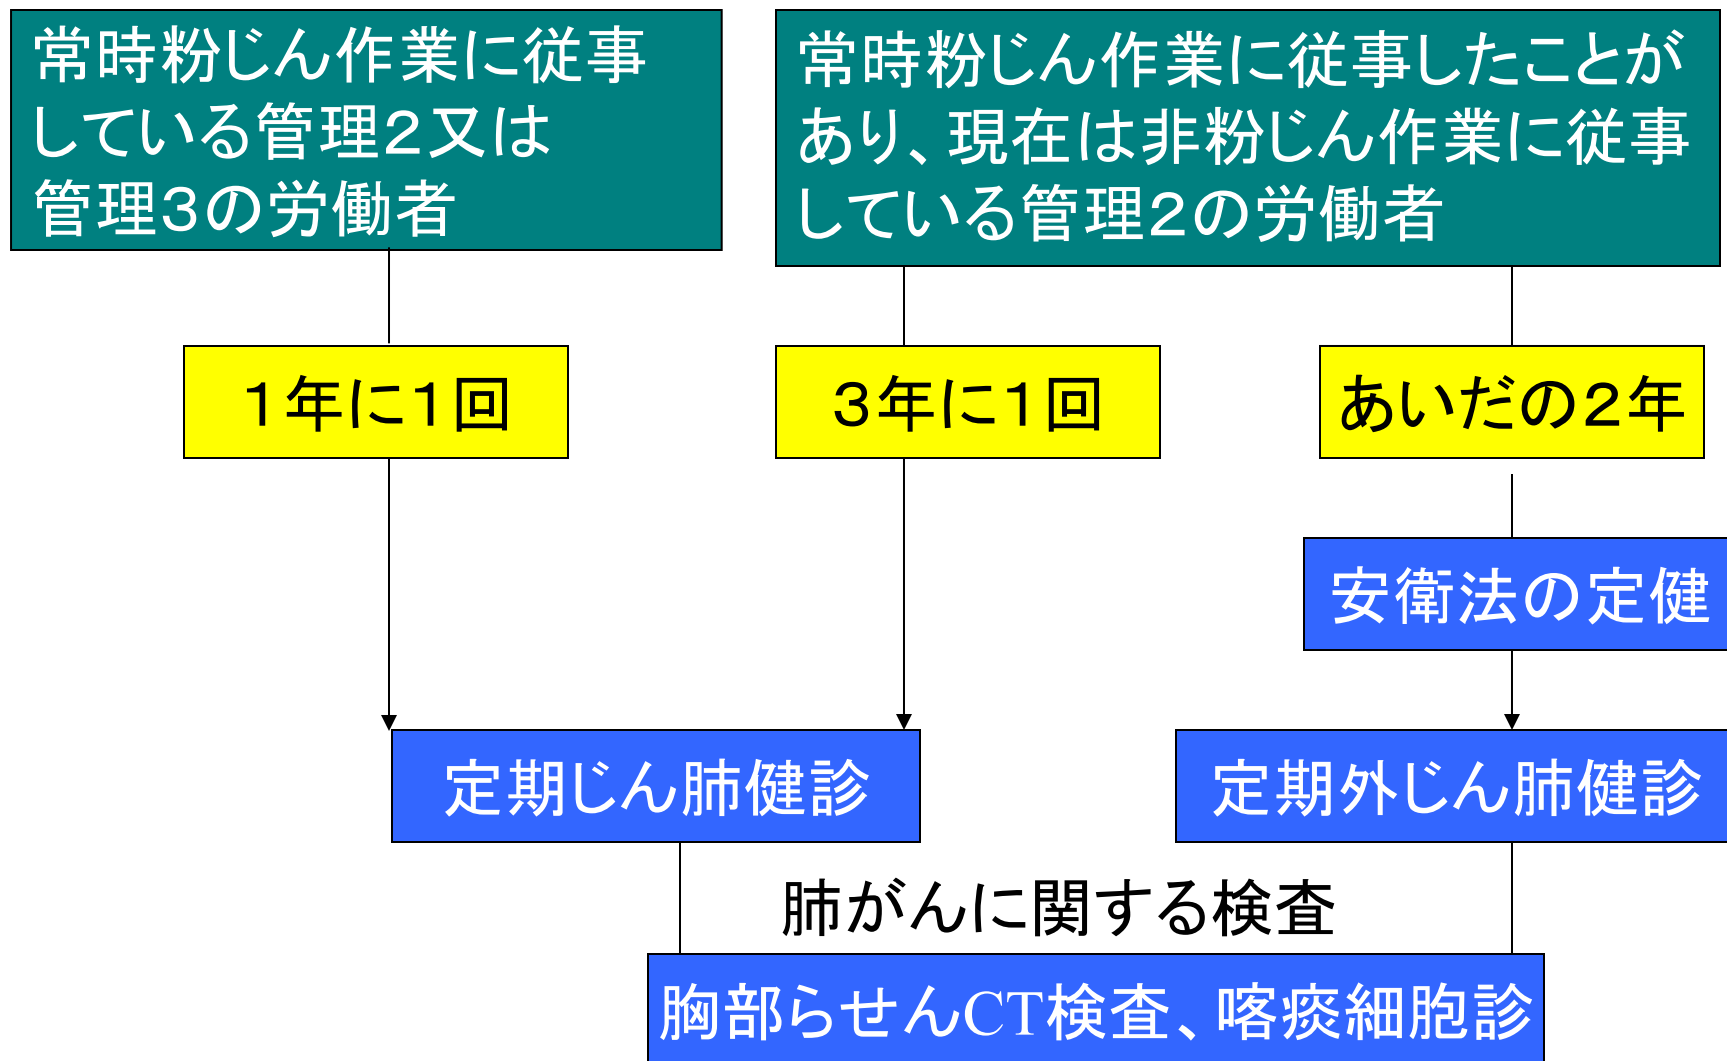 常時粉じん作業に従事
している管理２又は
管理３の労働者
常時粉じん作業に従事したことが
あり、現在は非粉じん作業に従事
している管理２の労働者
１年に１回
３年に１回
あいだの２年
安衛法の定健
定期じん肺健診
定期外じん肺健診
肺がんに関する検査
胸部らせんCT検査、喀痰細胞診